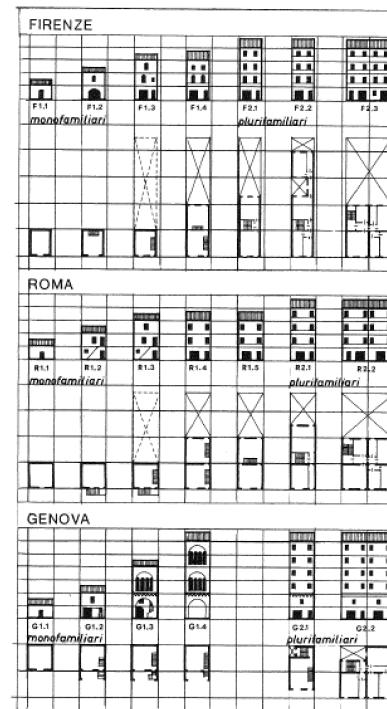 FIRENZE
F1.1 F1.2 F1.3 F1.4 F2.1 F2.2 F2.3
monofamiliari plurifamiliari
ROMA
R1.1 R1.2 R1.3 R1.4 R1.5 R2.1 R2.2
monofamiliari plurifamiliari
GENOVA
G1.1 G1.2 G1.3 G1.4 G2.1 G2.2
monofamiliari plurifamiliari